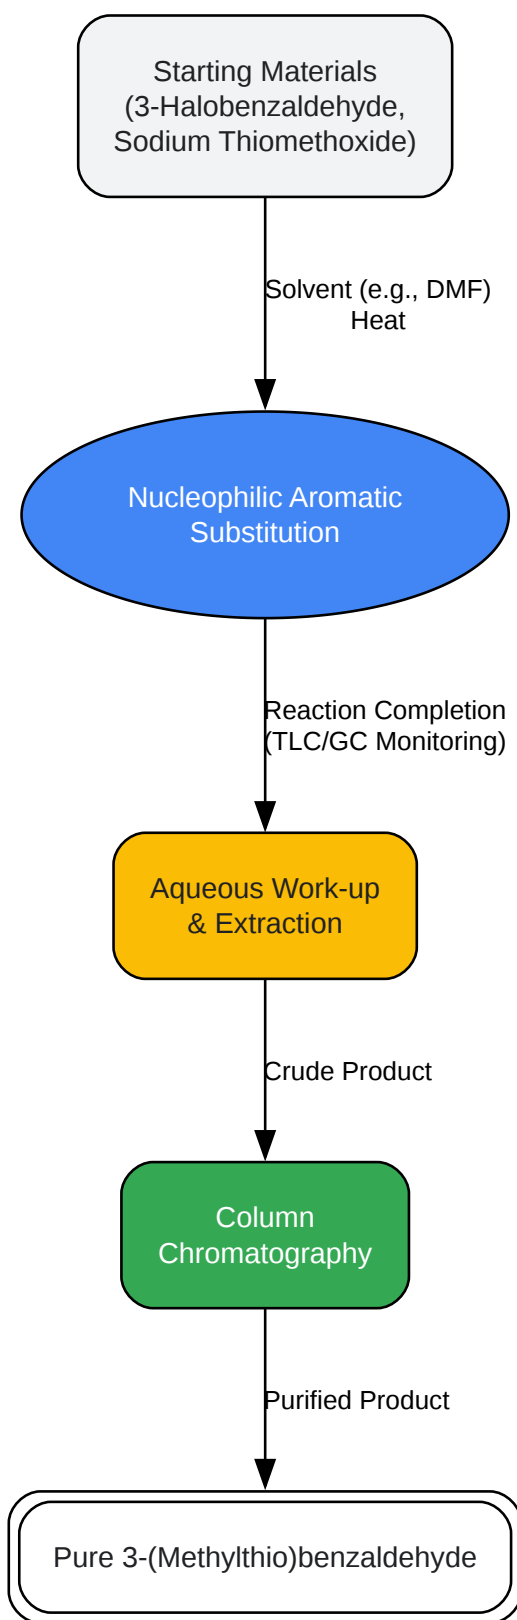 Starting Materials
(3-Halobenzaldehyde,
Sodium Thiomethoxide)
Solvent (e.g., DMF)
Heat
Nucleophilic Aromatic
Substitution
Reaction Completion
(TLC/GC Monitoring)
Aqueous Work-up
& Extraction
Crude Product
Column
Chromatography
Purified Product
Pure 3-(Methylthio)benzaldehyde